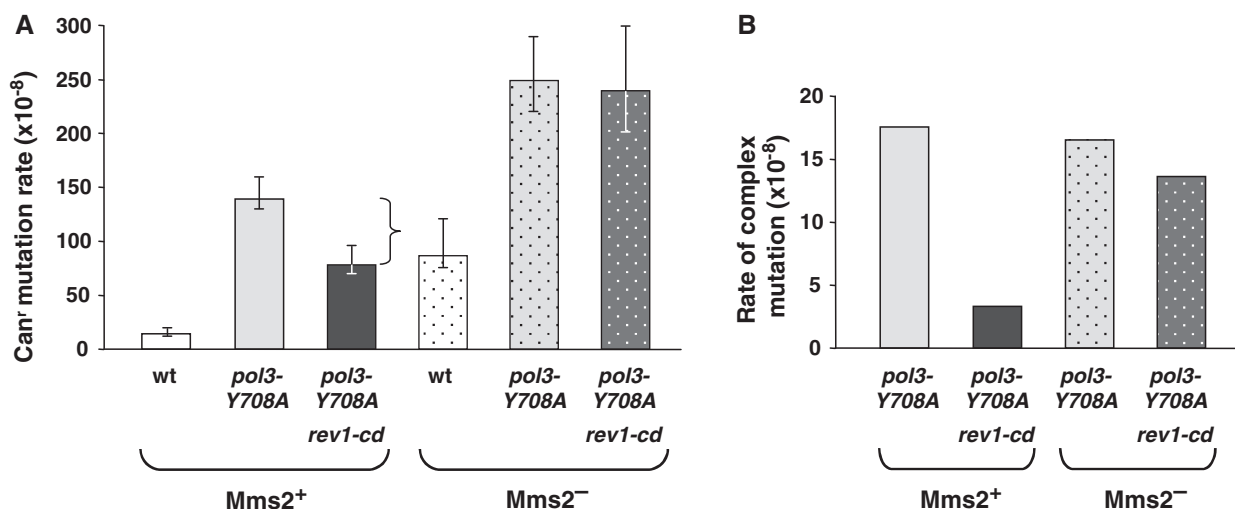 A
Canʳ mutation rate (x10⁻⁸)
300
250
200
150
100
50
0
wt
pol3-
Y708A
pol3-
Y708A
rev1-cd
wt
pol3-
Y708A
pol3-
Y708A
rev1-cd
Mms2⁺
Mms2⁻
B
Rate of complex
mutation (x10⁻⁸)
20
15
10
5
0
pol3-
Y708A
pol3-
Y708A
rev1-cd
pol3-
Y708A
pol3-
Y708A
rev1-cd
Mms2⁺
Mms2⁻